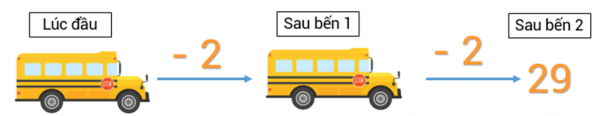 Lúc đầu
- 2
Sau bến 1
- 2
Sau bến 2
29